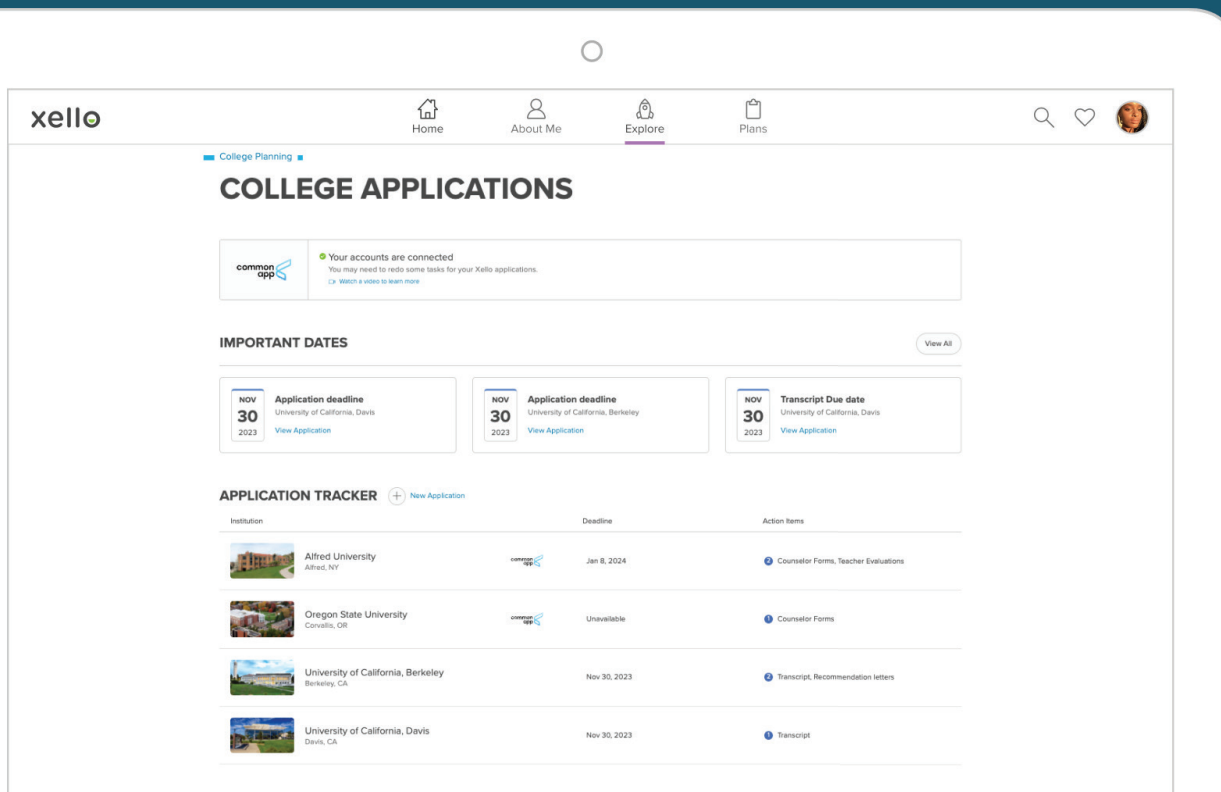 xello
Home
About Me
Explore
Plans
College Planning
COLLEGE APPLICATIONS
common app
Your accounts are connected
You may need to redo some tasks for your Xello applications.
Watch a video to learn more
IMPORTANT DATES
View All
NOV
30
2023
Application deadline
University of California, Davis
View Application
NOV
30
2023
Application deadline
University of California, Berkeley
View Application
NOV
30
2023
Transcript Due date
University of California, Davis
View Application
APPLICATION TRACKER + New Application
Institution Deadline Action Items
Alfred University
Alfred, NY
common app
Jan 8, 2024
2 Counselor Forms, Teacher Evaluations
Oregon State University
Corvallis, OR
common app
Unavailable
1 Counselor Forms
University of California, Berkeley
Berkeley, CA
Nov 30, 2023
2 Transcript, Recommendation letters
University of California, Davis
Davis, CA
Nov 30, 2023
1 Transcript